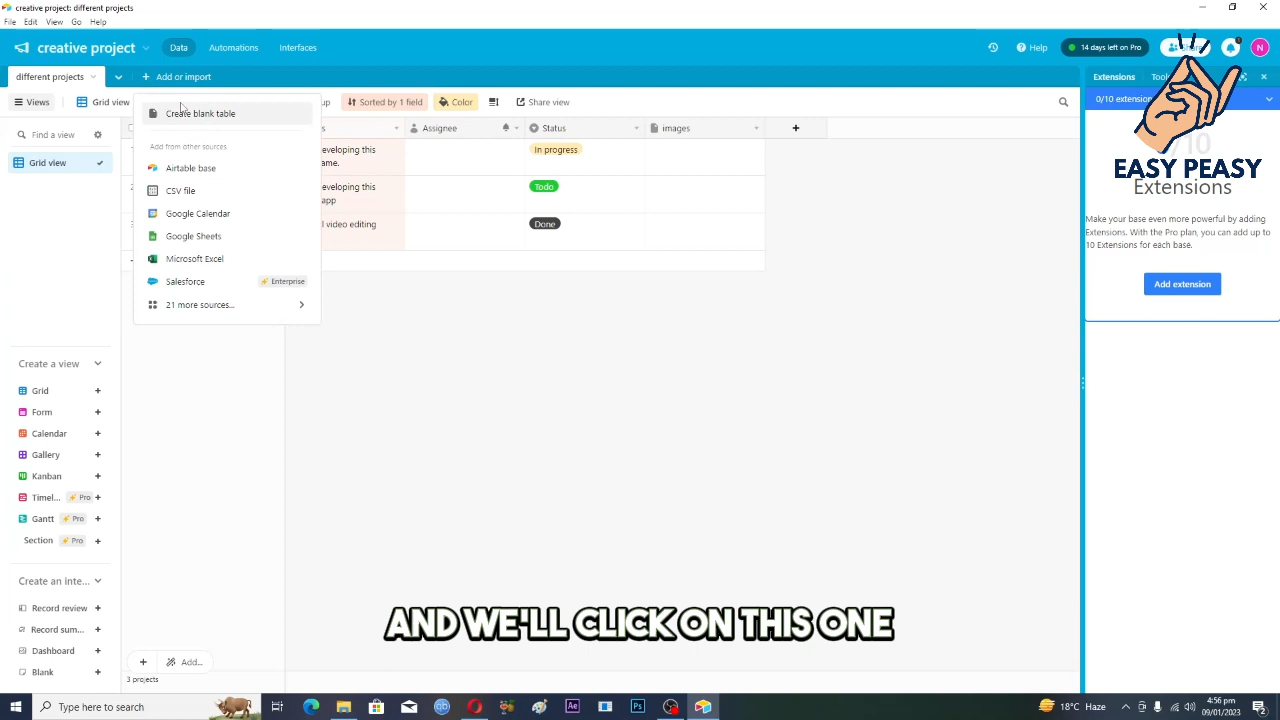 creative project: different projects
File Edit View Go Help
creative project
Data
Automations
Interfaces
Help
14 days left on Pro
N
different projects
Add or import
Extensions
Views
Grid view
Sorted by 1 field
Color
Share view
0/10 extension
EASY PEASY
Extensions
Make your base even more powerful by adding
Extensions. With the Pro plan, you can add up to
10 Extensions for each base.
Add extension
Find a view
Grid view
Create blank table
Add from other sources
Airtable base
CSV file
Google Calendar
Google Sheets
Microsoft Excel
Salesforce
Enterprise
21 more sources...
Assignee
Status
images
developing this
In progress
developing this
app
Todo
video editing
Done
Create a view
Grid
Form
Calendar
Gallery
Kanban
Timel...
Pro
Gantt
Pro
Section
Pro
Create an inte...
Record review
Record sum...
Dashboard
Blank
Add...
3 projects
AND WE'LL CLICK ON THIS ONE
Type here to search
18°C Haze
4:56 pm
09/01/2023